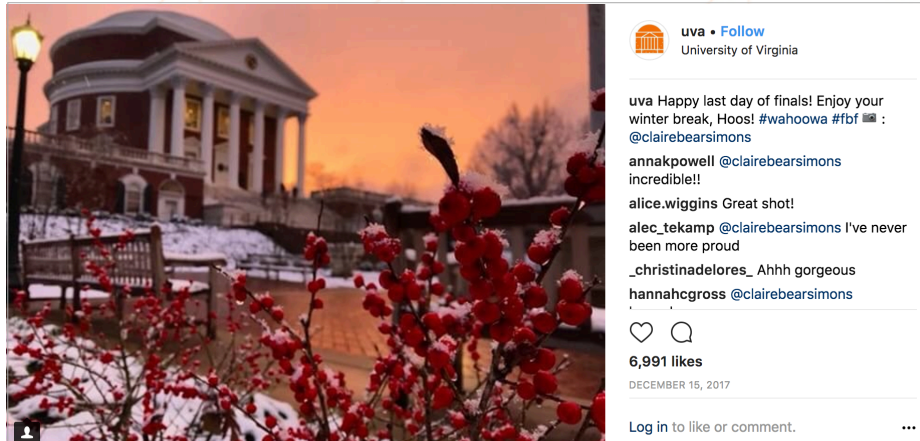 uva • Follow
University of Virginia
uva Happy last day of finals! Enjoy your
winter break, Hoos! #wahoowa #fbf 📷 :
@clairebearsimons
annakpowell @clairebearsimons
incredible!!
alice.wiggins Great shot!
alec_tekamp @clairebearsimons I've never
been more proud
_christinadelores_ Ahhh gorgeous
hannahcgross @clairebearsimons
6,991 likes
DECEMBER 15, 2017
Log in to like or comment.